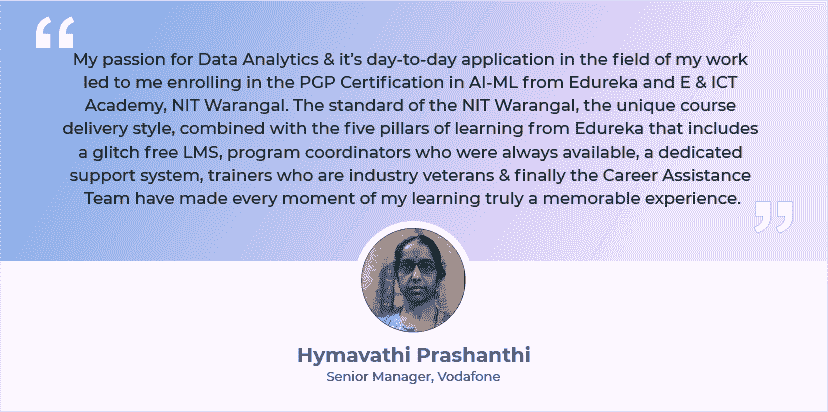 My passion for Data Analytics & it's day-to-day application in the field of my work
led to me enrolling in the PGP Certification in AI-ML from Edureka and E & ICT
Academy, NIT Warangal. The standard of the NIT Warangal, the unique course
delivery style, combined with the five pillars of learning from Edureka that includes
a glitch free LMS, program coordinators who were always available, a dedicated
support system, trainers who are industry veterans & finally the Career Assistance
Team have made every moment of my learning truly a memorable experience.
Hymavathi Prashanthi
Senior Manager, Vodafone